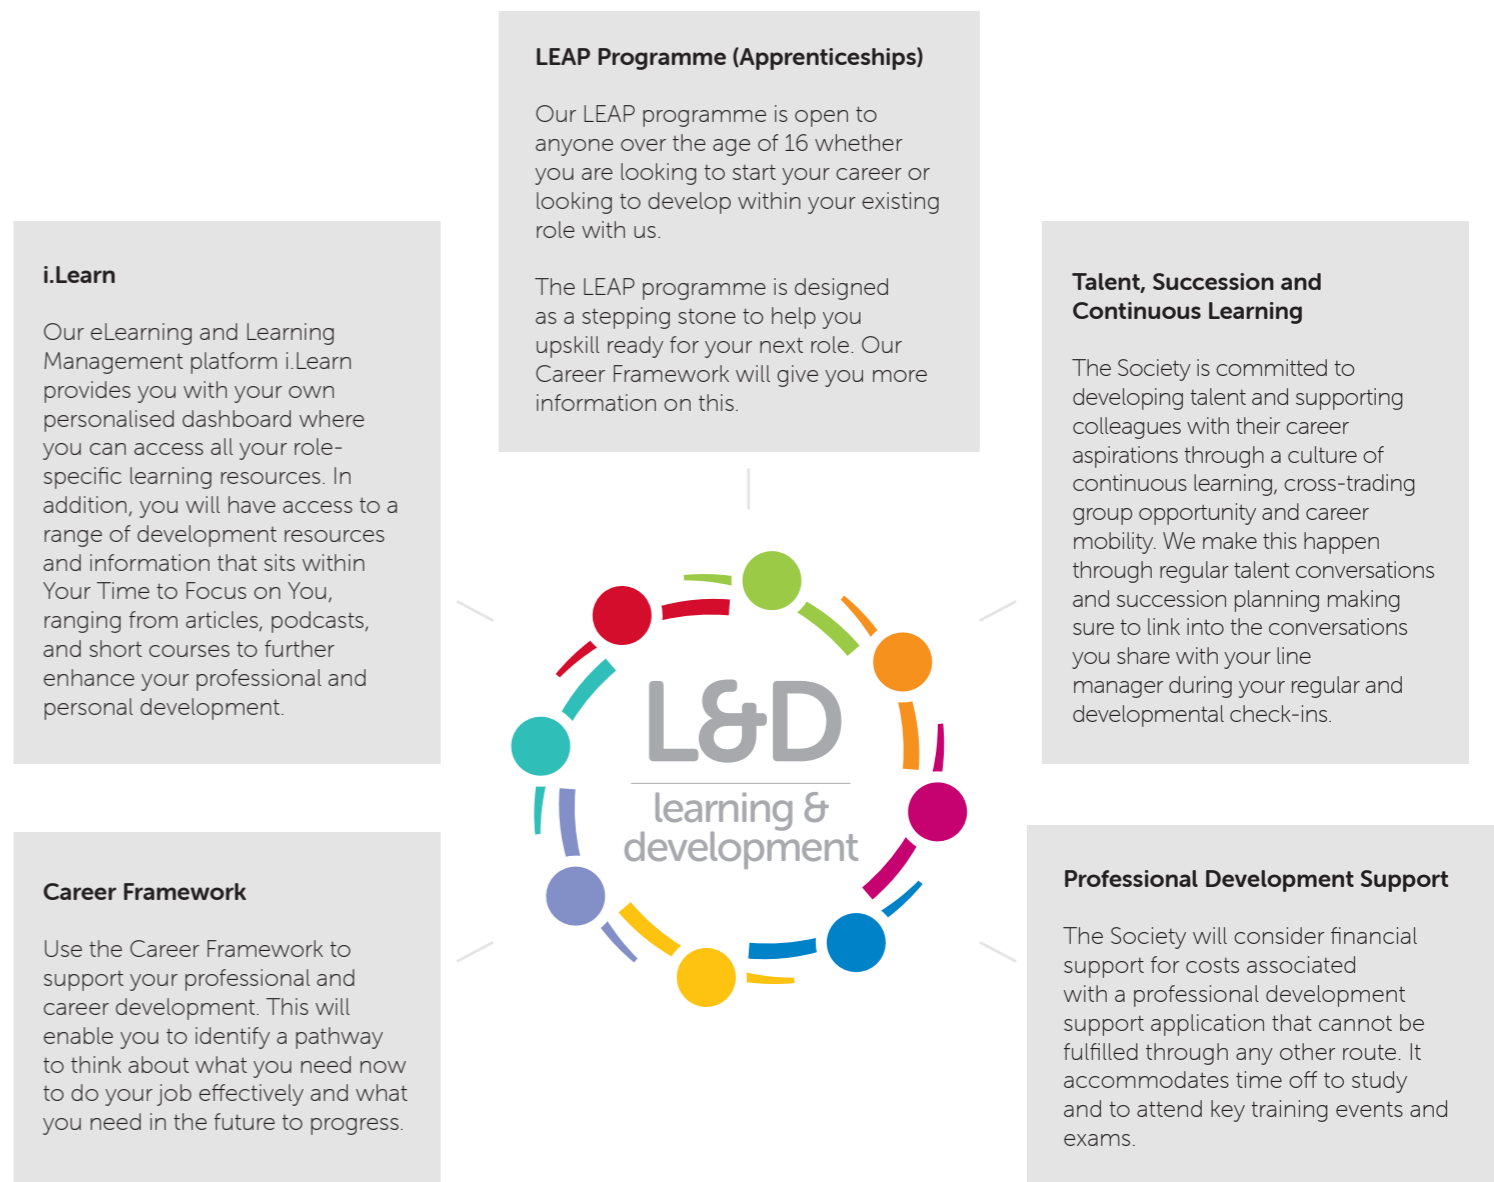 LEAP Programme (Apprenticeships)
Our LEAP programme is open to
anyone over the age of 16 whether
you are looking to start your career or
looking to develop within your existing
role with us.
The LEAP programme is designed
as a stepping stone to help you
upskill ready for your next role. Our
Career Framework will give you more
information on this.
i.Learn
Our eLearning and Learning
Management platform i.Learn
provides you with your own
personalised dashboard where
you can access all your role-
specific learning resources. In
addition, you will have access to a
range of development resources
and information that sits within
Your Time to Focus on You,
ranging from articles, podcasts,
and short courses to further
enhance your professional and
personal development.
Talent, Succession and
Continuous Learning
The Society is committed to
developing talent and supporting
colleagues with their career
aspirations through a culture of
continuous learning, cross-trading
group opportunity and career
mobility. We make this happen
through regular talent conversations
and succession planning making
sure to link into the conversations
you share with your line
manager during your regular and
developmental check-ins.
L&D
learning &
development
Career Framework
Use the Career Framework to
support your professional and
career development. This will
enable you to identify a pathway
to think about what you need now
to do your job effectively and what
you need in the future to progress.
Professional Development Support
The Society will consider financial
support for costs associated
with a professional development
support application that cannot be
fulfilled through any other route. It
accommodates time off to study
and to attend key training events and
exams.